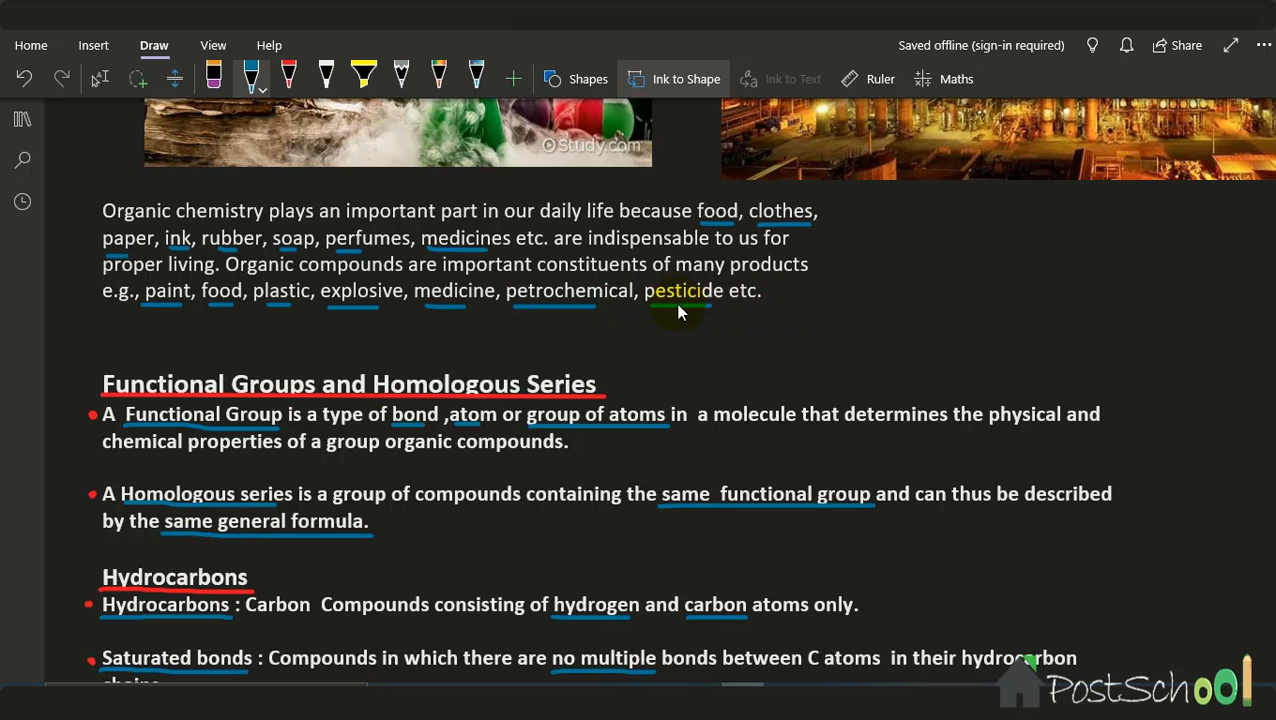 Home Insert Draw View Help Saved offline (sign-in required) Share
Shapes Ink to Shape Ink to Text Ruler Maths
©Study.com
Organic chemistry plays an important part in our daily life because food, clothes,
paper, ink, rubber, soap, perfumes, medicines etc. are indispensable to us for
proper living. Organic compounds are important constituents of many products
e.g., paint, food, plastic, explosive, medicine, petrochemical, pesticide etc.
Functional Groups and Homologous Series
A Functional Group is a type of bond ,atom or group of atoms in a molecule that determines the physical and
chemical properties of a group organic compounds.
A Homologous series is a group of compounds containing the same functional group and can thus be described
by the same general formula.
Hydrocarbons
Hydrocarbons : Carbon Compounds consisting of hydrogen and carbon atoms only.
Saturated bonds : Compounds in which there are no multiple bonds between C atoms in their hydrocarbon
PostSchool